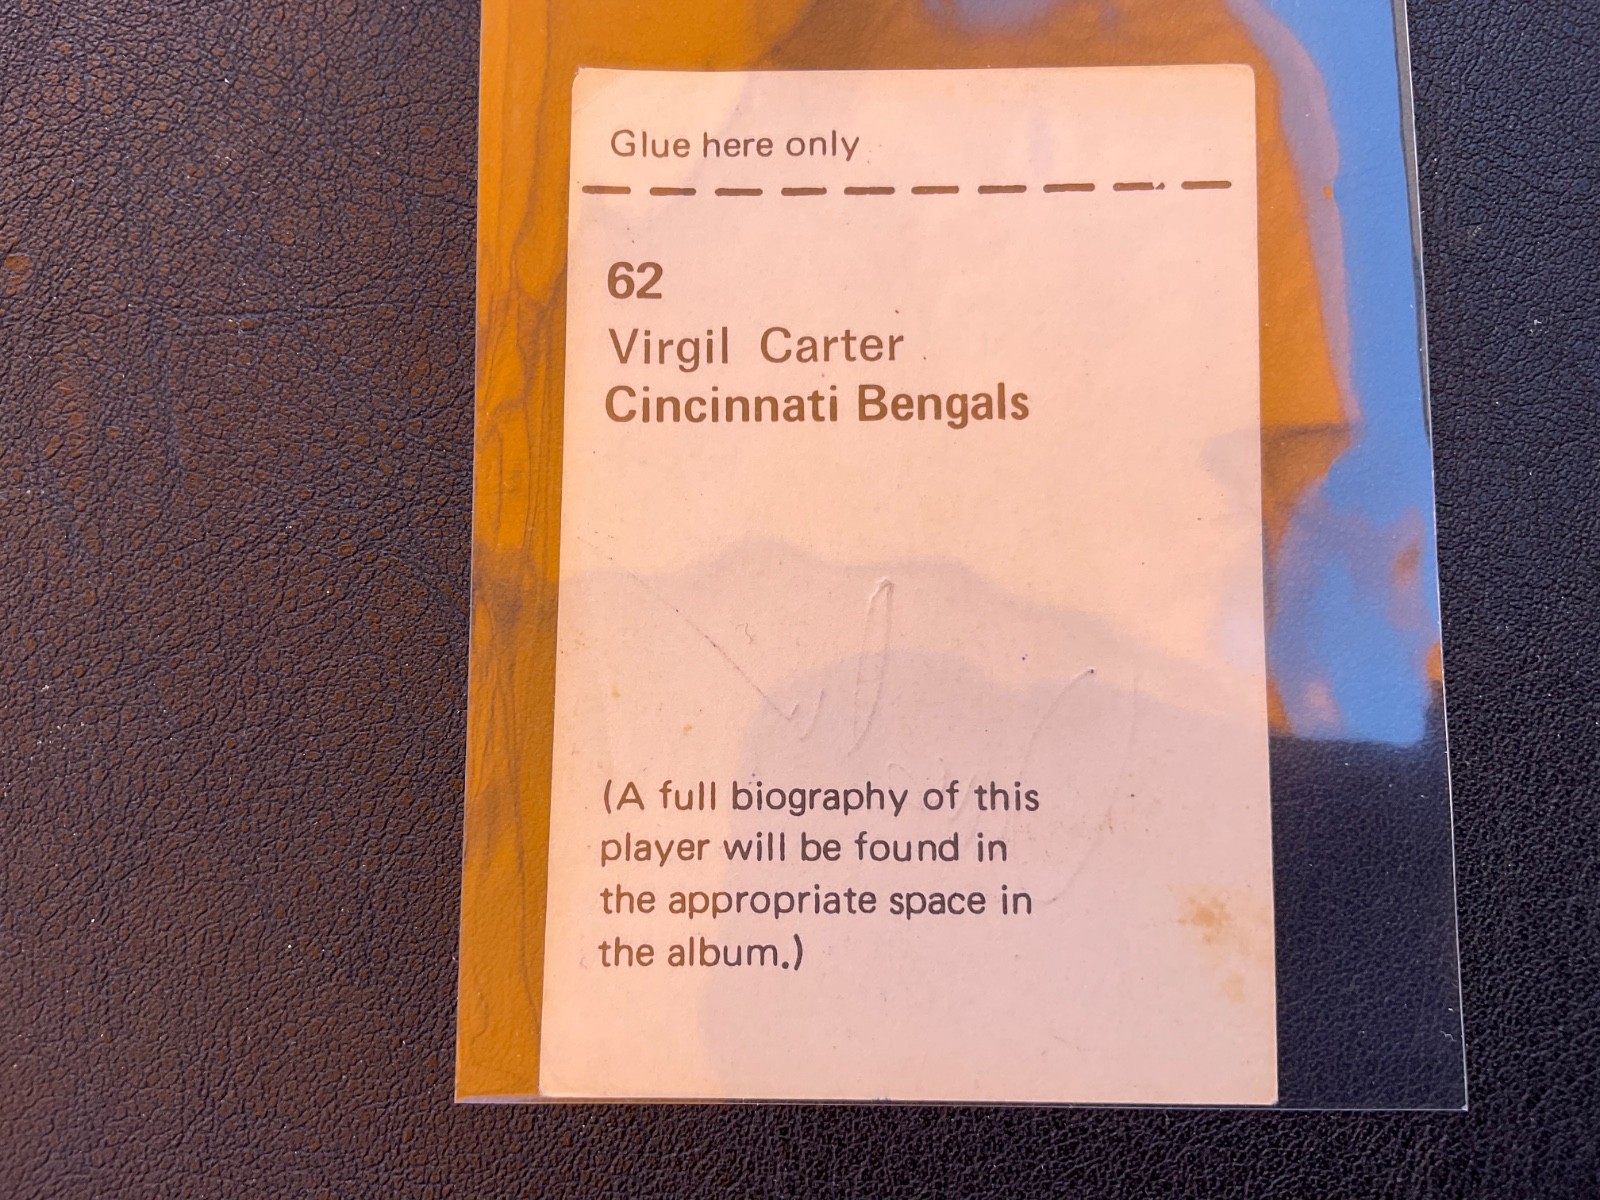 Glue here only
62
Virgil Carter
Cincinnati Bengals
(A full biography of this
player will be found in
the appropriate space in
the album.)